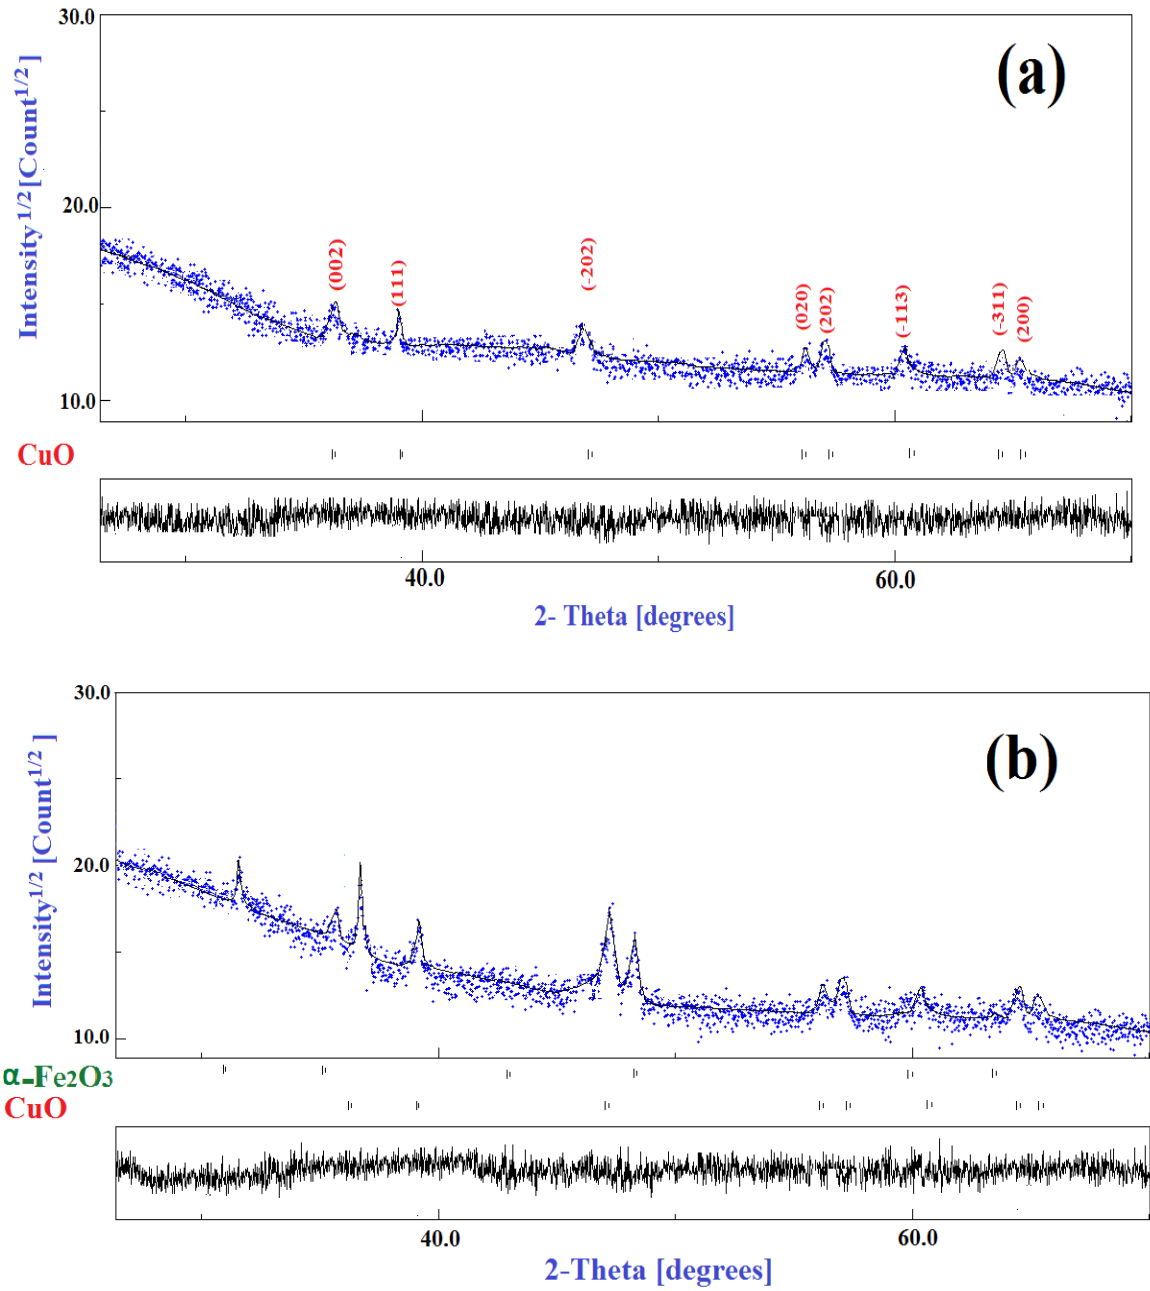 30.0
(a)
Intensity 1/2 [Count1/2]
20.0
(002)
(111)
(-202)
(020)
(202)
(-113)
(-311)
(200)
10.0
CuO
40.0
60.0
2- Theta [degrees]
30.0
(b)
Intensity1/2 [Count1/2 ]
20.0
10.0
α-Fe2O3
CuO
40.0
60.0
2-Theta [degrees]